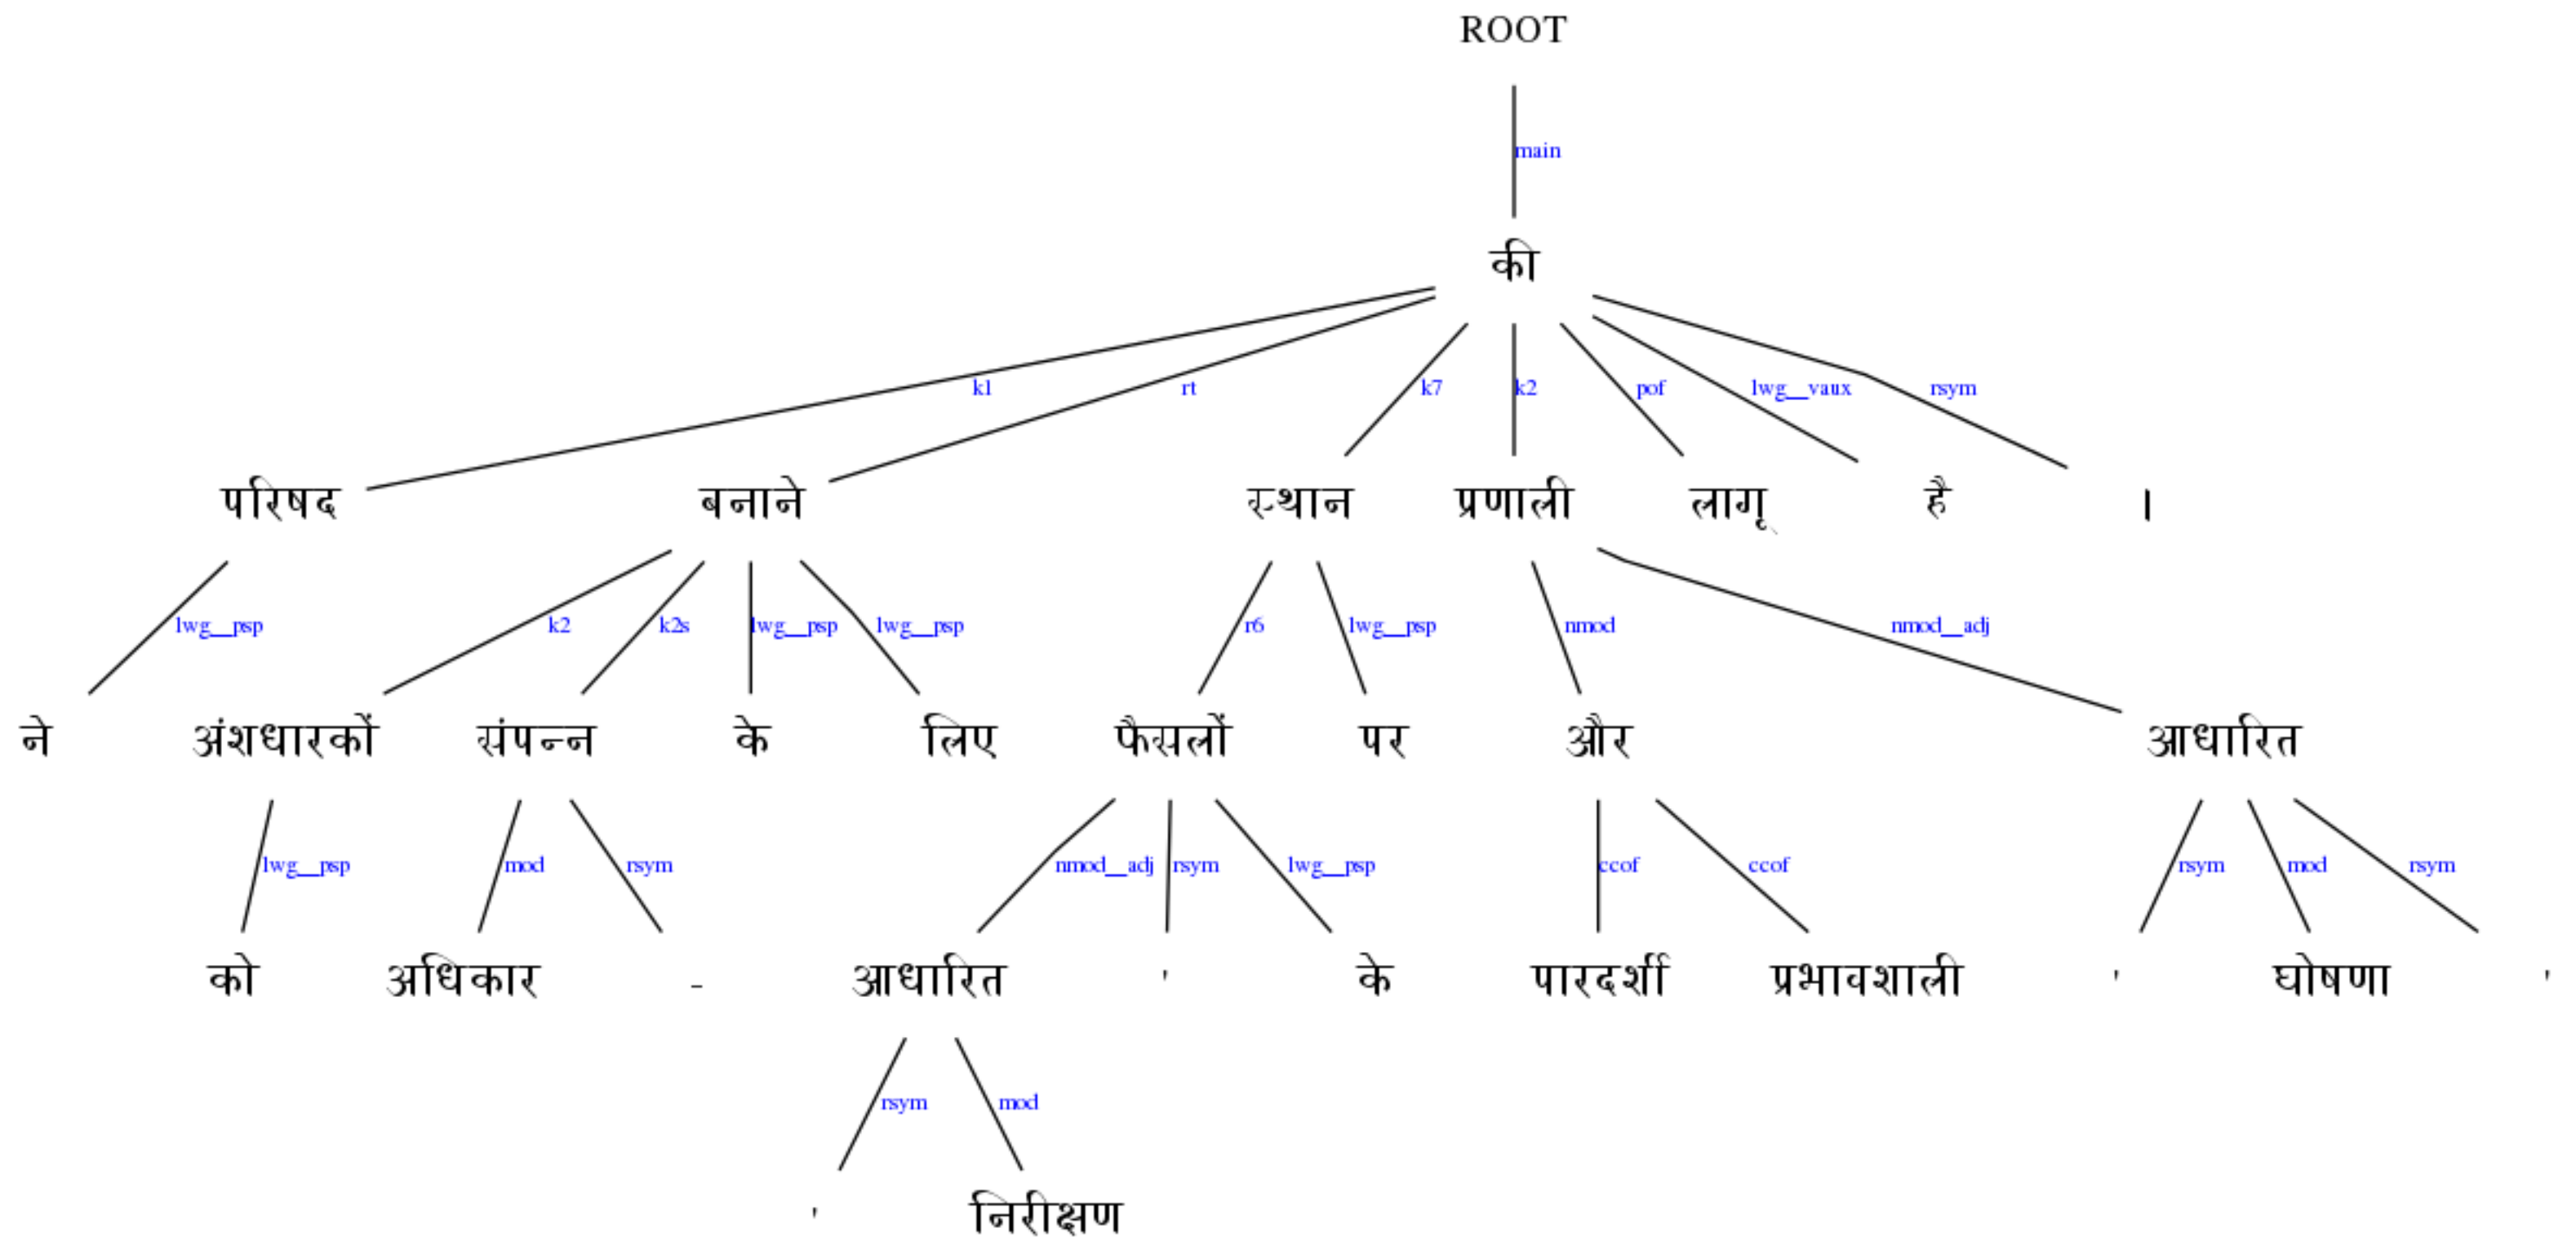 ROOT
main
की
k1 rt k7 k2 pof lwg__vaux rsym
परिषद बनाने स्थान प्रणाली लागू है ।
lwg__psp k2 k2s lwg__psp lwg__psp r6 lwg__psp nmod nmod__adj
ने अंशधारकों संपन्न के लिए फैसलों पर और आधारित
lwg__psp mod rsym nmod__adj rsym lwg__psp ccof ccof rsym mod rsym
को अधिकार - आधारित ' के पारदर्शी प्रभावशाली ' घोषणा '
rsym mod
' निरीक्षण